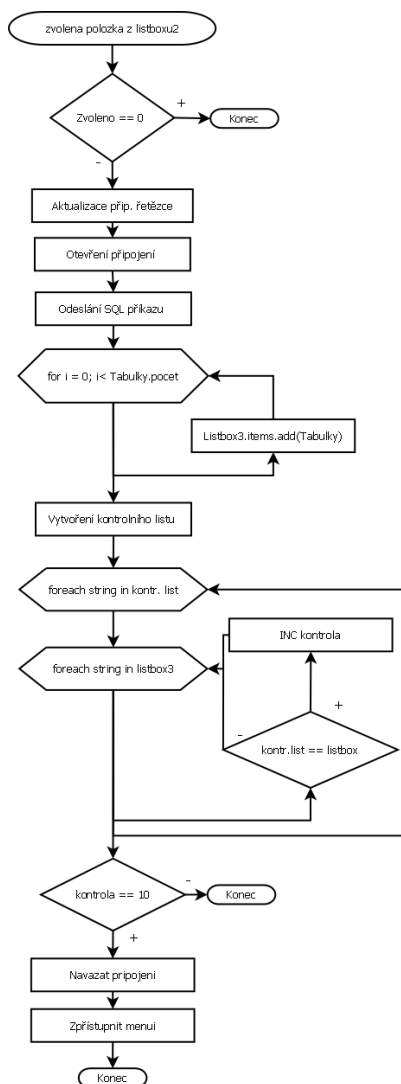 zvolena polozka z listboxu2
Zvoleno == 0
+
Konec
-
Aktualizace přip. řetězce
Otevření připojení
Odeslání SQL příkazu
for i = 0; i< Tabulky.pocet
Listbox3.items.add(Tabulky)
Vytvoření kontrolního listu
foreach string in kontr. list
INC kontrola
foreach string in listbox3
+
-
kontr.list == listbox
kontrola == 10
-
Konec
+
Navazat pripojeni
Zpřístupnit menui
Konec